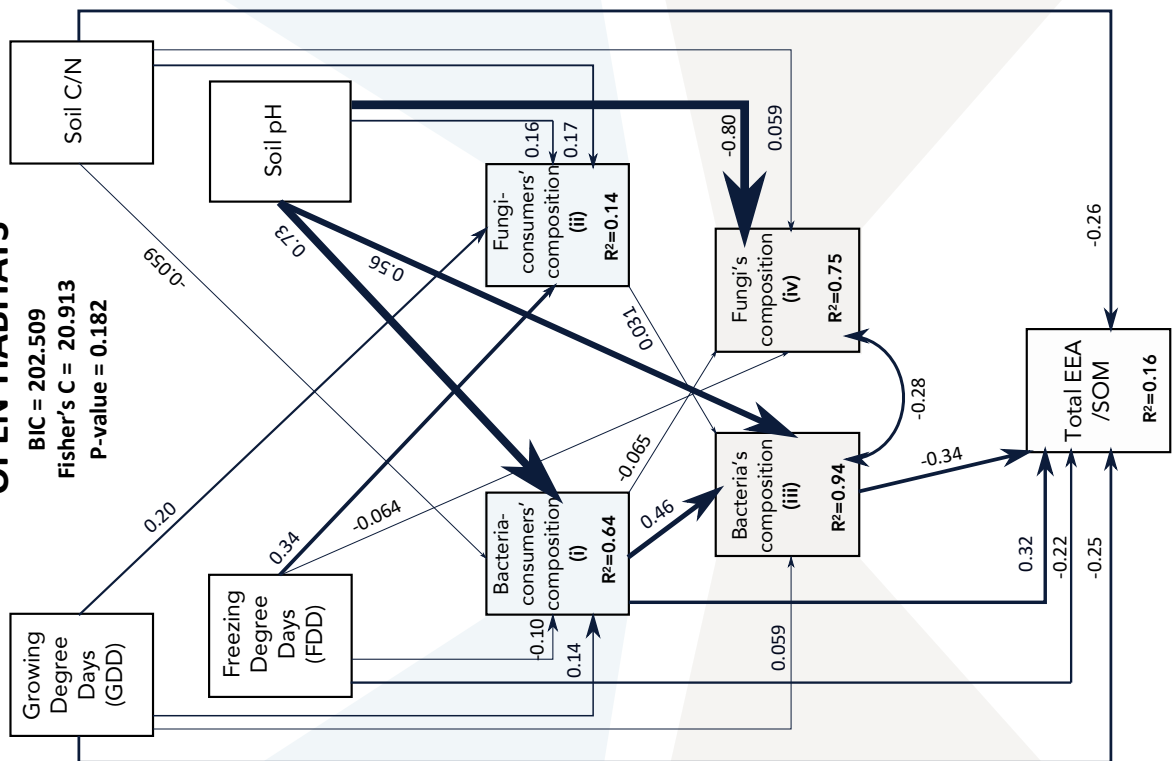 OPEN HABITATS
BIC = 202.509
Fisher's C = 20.913
P-value = 0.182
Growing
Degree
Days
(GDD)
Soil C/N
Freezing
Degree
Days
(FDD)
Soil pH
-0.059
0.20
0.34
-0.064
0.73
0.56
0.16
0.17
-0.80
0.059
-0.10
0.14
Bacteria-
consumers'
composition
(i)
R²=0.64
Fungi-
consumers'
composition
(ii)
R²=0.14
0.031
-0.065
0.46
0.059
Bacteria's
composition
(iii)
R²=0.94
Fungi's
composition
(iv)
R²=0.75
-0.28
-0.34
0.32
-0.22
-0.25
-0.26
Total EEA
/SOM
R²=0.16